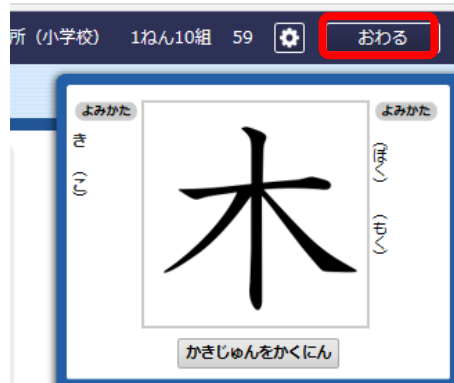 所（小学校） 1ねん10組 59 おわる
よみかた
き
（こ）
木
よみかた
（ぼく）
（もく）
かきじゅんをかくにん